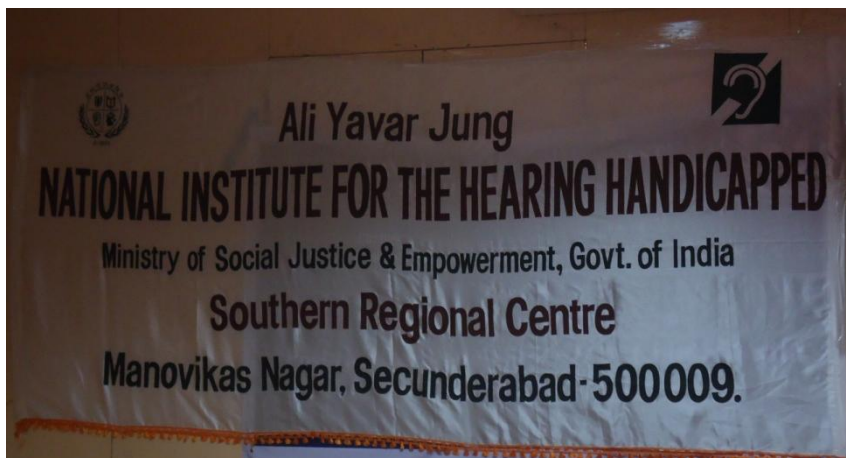 Ali Yavar Jung
NATIONAL INSTITUTE FOR THE HEARING HANDICAPPED
Ministry of Social Justice & Empowerment, Govt. of India
Southern Regional Centre
Manovikas Nagar, Secunderabad-500009.